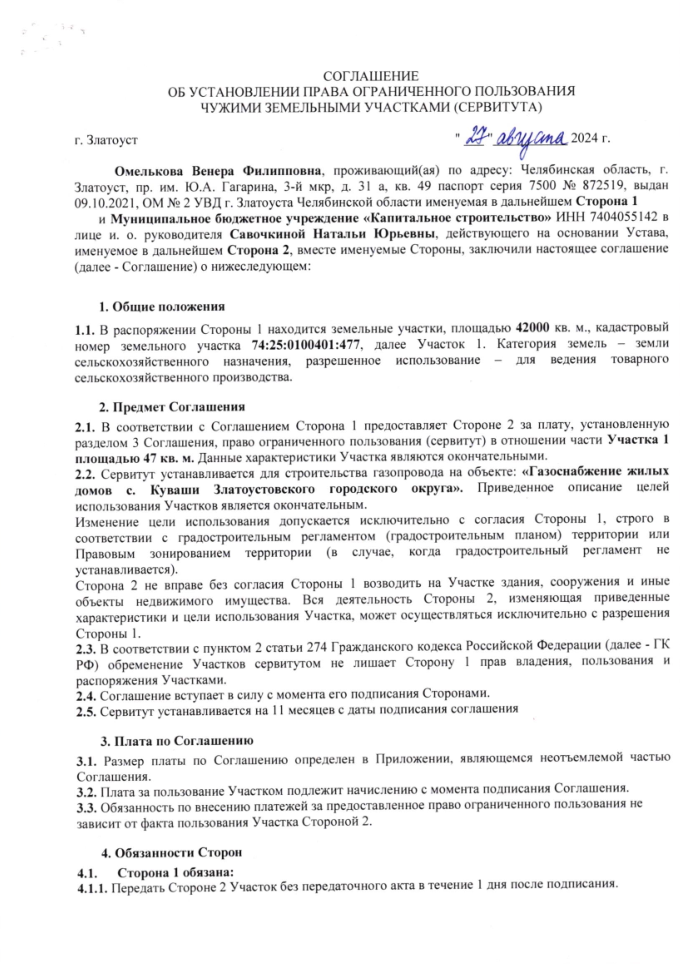 СОГЛАШЕНИЕ
ОБ УСТАНОВЛЕНИИ ПРАВА ОГРАНИЧЕННОГО ПОЛЬЗОВАНИЯ
ЧУЖИМИ ЗЕМЕЛЬНЫМИ УЧАСТКАМИ (СЕРВИТУТА)
г. Златоуст " 27 " августа 2024 г.
Омелькова Венера Филипповна, проживающий(ая) по адресу: Челябинская область, г.
Златоуст, пр. им. Ю.А. Гагарина, 3-й мкр, д. 31 а, кв. 49 паспорт серия 7500 № 872519, выдан
09.10.2021, ОМ № 2 УВД г. Златоуста Челябинской области именуемая в дальнейшем Сторона 1
и Муниципальное бюджетное учреждение «Капитальное строительство» ИНН 7404055142 в
лице и. о. руководителя Савочкиной Натальи Юрьевны, действующего на основании Устава,
именуемое в дальнейшем Сторона 2, вместе именуемые Стороны, заключили настоящее соглашение
(далее - Соглашение) о нижеследующем:
1. Общие положения
1.1. В распоряжении Стороны 1 находится земельные участки, площадью 42000 кв. м., кадастровый
номер земельного участка 74:25:0100401:477, далее Участок 1. Категория земель – земли
сельскохозяйственного назначения, разрешенное использование – для ведения товарного
сельскохозяйственного производства.
2. Предмет Соглашения
2.1. В соответствии с Соглашением Сторона 1 предоставляет Стороне 2 за плату, установленную
разделом 3 Соглашения, право ограниченного пользования (сервитут) в отношении части Участка 1
площадью 47 кв. м. Данные характеристики Участка являются окончательными.
2.2. Сервитут устанавливается для строительства газопровода на объекте: «Газоснабжение жилых
домов с. Куваши Златоустовского городского округа». Приведенное описание целей
использования Участков является окончательным.
Изменение цели использования допускается исключительно с согласия Стороны 1, строго в
соответствии с градостроительным регламентом (градостроительным планом) территории или
Правовым зонированием территории (в случае, когда градостроительный регламент не
устанавливается).
Сторона 2 не вправе без согласия Стороны 1 возводить на Участке здания, сооружения и иные
объекты недвижимого имущества. Вся деятельность Стороны 2, изменяющая приведенные
характеристики и цели использования Участка, может осуществляться исключительно с разрешения
Стороны 1.
2.3. В соответствии с пунктом 2 статьи 274 Гражданского кодекса Российской Федерации (далее - ГК
РФ) обременение Участков сервитутом не лишает Сторону 1 прав владения, пользования и
распоряжения Участками.
2.4. Соглашение вступает в силу с момента его подписания Сторонами.
2.5. Сервитут устанавливается на 11 месяцев с даты подписания соглашения
3. Плата по Соглашению
3.1. Размер платы по Соглашению определен в Приложении, являющемся неотъемлемой частью
Соглашения.
3.2. Плата за пользование Участком подлежит начислению с момента подписания Соглашения.
3.3. Обязанность по внесению платежей за предоставленное право ограниченного пользования не
зависит от факта пользования Участка Стороной 2.
4. Обязанности Сторон
4.1. Сторона 1 обязана:
4.1.1. Передать Стороне 2 Участок без передаточного акта в течение 1 дня после подписания.